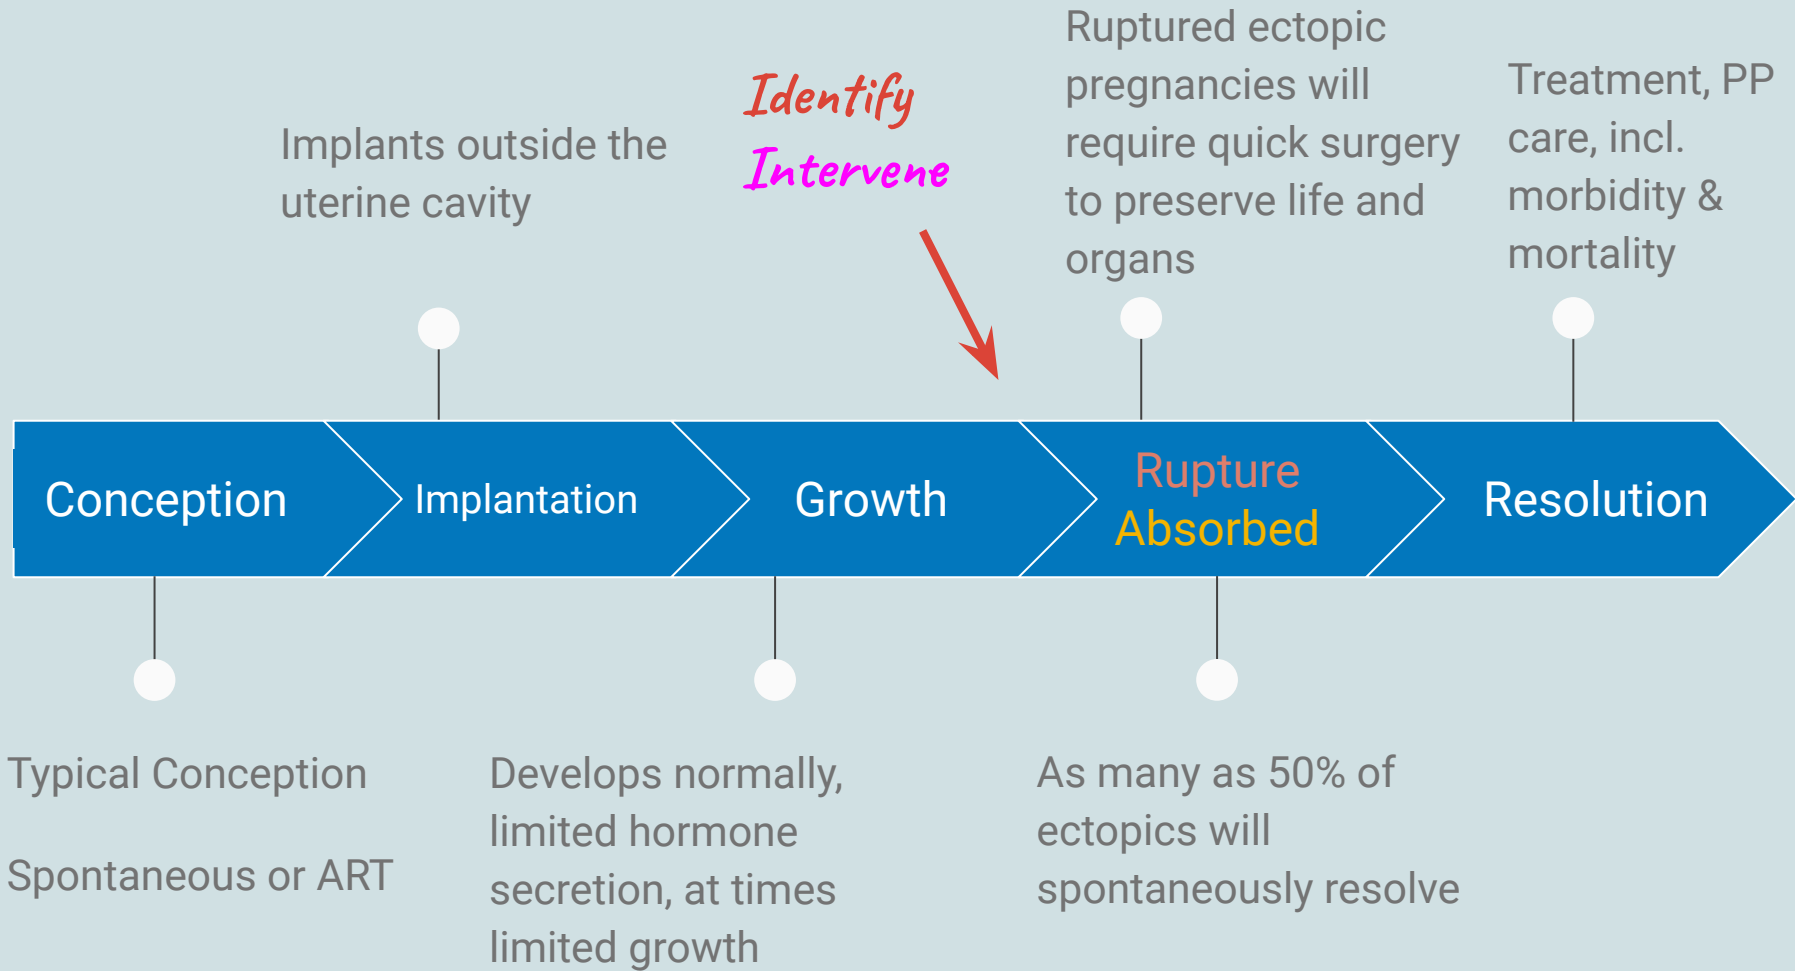 Implants outside the
uterine cavity
Identify
Intervene
Ruptured ectopic
pregnancies will
require quick surgery
to preserve life and
organs
Treatment, PP
care, incl.
morbidity &
mortality
Conception
Implantation
Growth
Rupture
Absorbed
Resolution
Typical Conception
Spontaneous or ART
Develops normally,
limited hormone
secretion, at times
limited growth
As many as 50% of
ectopics will
spontaneously resolve